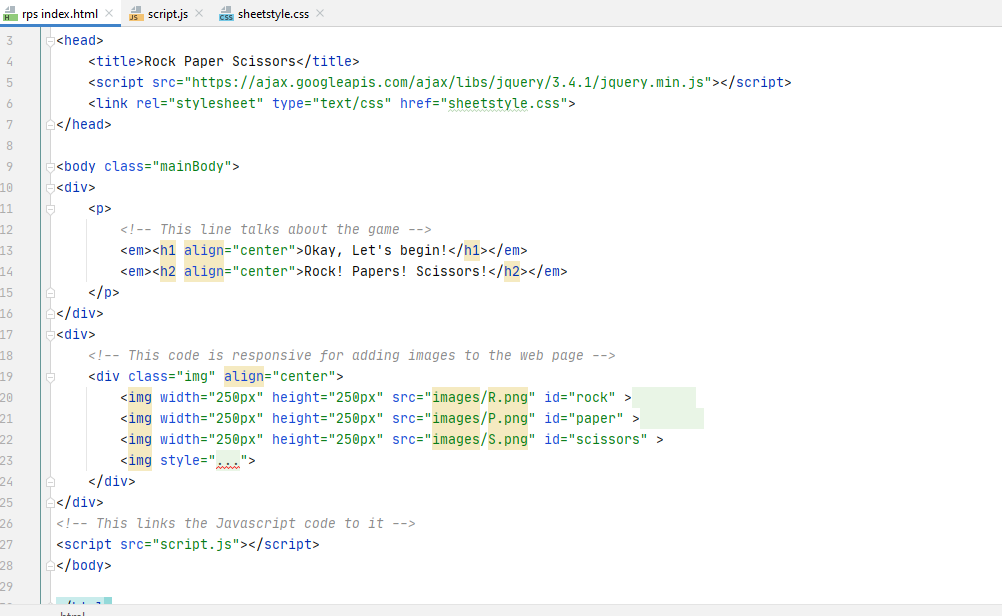 rps index.html script.js sheetstyle.css
3 <head>
4 <title>Rock Paper Scissors</title>
5 <script src="https://ajax.googleapis.com/ajax/libs/jquery/3.4.1/jquery.min.js"></script>
6 <link rel="stylesheet" type="text/css" href="sheetstyle.css">
7 </head>
8
9 <body class="mainBody">
10 <div>
11 <p>
12 <!-- This line talks about the game -->
13 <em><h1 align="center">Okay, Let's begin!</h1></em>
14 <em><h2 align="center">Rock! Papers! Scissors!</h2></em>
15 </p>
16 </div>
17 <div>
18 <!-- This code is responsive for adding images to the web page -->
19 <div class="img" align="center">
20 <img width="250px" height="250px" src="images/R.png" id="rock" >
21 <img width="250px" height="250px" src="images/P.png" id="paper" >
22 <img width="250px" height="250px" src="images/S.png" id="scissors" >
23 <img style="...">
24 </div>
25 </div>
26 <!-- This links the Javascript code to it -->
27 <script src="script.js"></script>
28 </body>
29